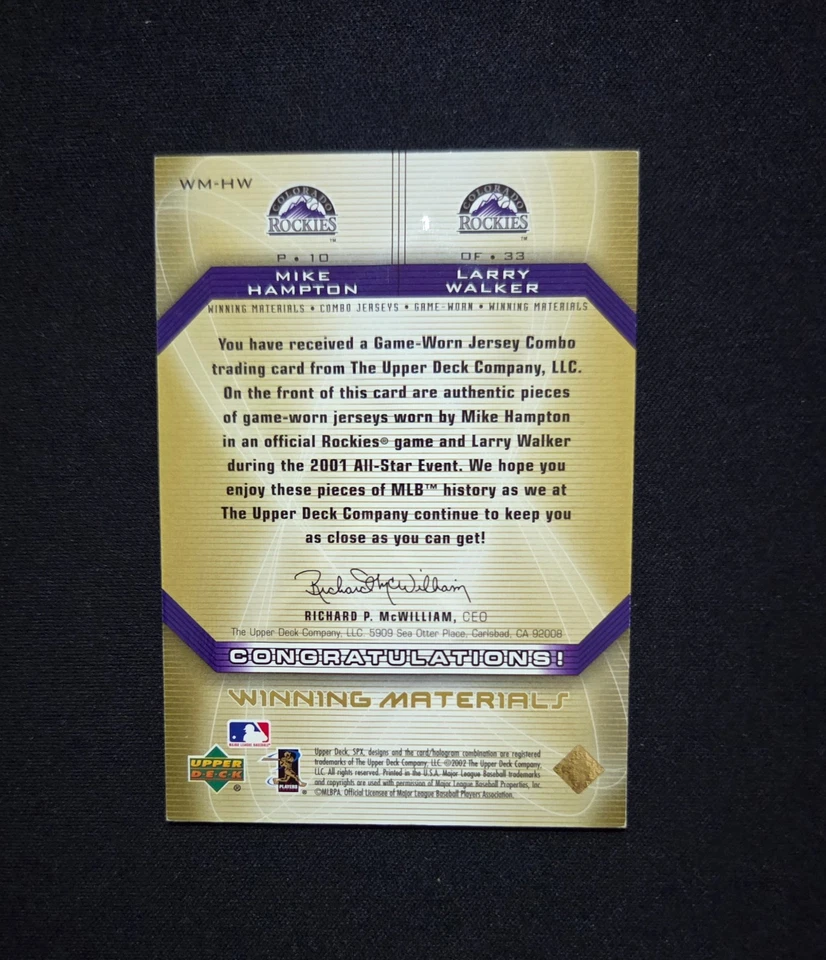 WM-HW
COLORADO ROCKIES ™
COLORADO ROCKIES ™
P • 10
OF • 33
MIKE HAMPTON
LARRY WALKER
WINNING MATERIALS • COMBO JERSEYS • GAME-WORN • WINNING MATERIALS
You have received a Game-Worn Jersey Combo
trading card from The Upper Deck Company, LLC.
On the front of this card are authentic pieces
of game-worn jerseys worn by Mike Hampton
in an official Rockies® game and Larry Walker
during the 2001 All-Star Event. We hope you
enjoy these pieces of MLB™ history as we at
The Upper Deck Company continue to keep you
as close as you can get!
Richard McWilliam
RICHARD P. McWILLIAM, CEO
The Upper Deck Company, LLC 5909 Sea Otter Place, Carlsbad, CA 92008
CONGRATULATIONS!
WINNING MATERIALS
MAJOR LEAGUE BASEBALL
UPPER DECK ®
PLAYERS ®
Upper Deck, SPX, designs and the card/hologram combination are registered
trademarks of The Upper Deck Company, LLC. ©2002 The Upper Deck Company,
LLC. All rights reserved. Printed in the U.S.A. Major League Baseball trademarks
and copyrights are used with permission of Major League Baseball Properties, Inc.
©MLBPA. Official Licensee of Major League Baseball Players Association.